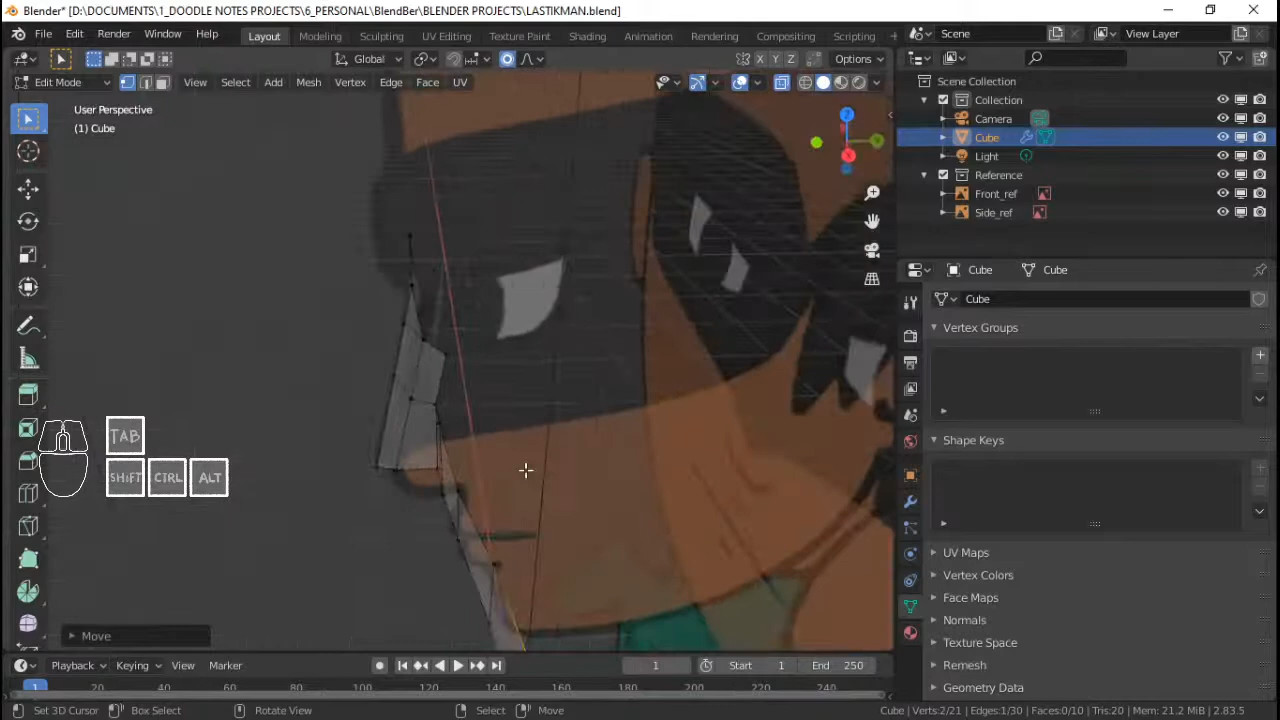 Blender* [D:\DOCUMENTS\1_DOODLE NOTES PROJECTS\6_PERSONAL\BlendBer\BLENDER PROJECTS\LASTIKMAN.blend]
File Edit Render Window Help Layout Modeling Sculpting UV Editing Texture Paint Shading Animation Rendering Compositing Scripting Scene View Layer
Global Options
Edit Mode View Select Add Mesh Vertex Edge Face UV
Scene Collection
User Perspective
(1) Cube
Collection
Camera
Cube
Light
Reference
Front_ref
Side_ref
Cube Cube
Cube
Vertex Groups
Shape Keys
TAB
SHIFT CTRL ALT
UV Maps
Vertex Colors
Face Maps
Normals
Texture Space
Remesh
Geometry Data
Move
Playback Keying View Marker 1 Start 1 End 250
1 20 40 60 80 100 120 140 160 180 200 220 240
Set 3D Cursor Box Select Rotate View Select Move Cube | Verts:2/21 | Edges:1/30 | Faces:0/10 | Tris:20 | Mem: 21.2 MiB | 2.83.5